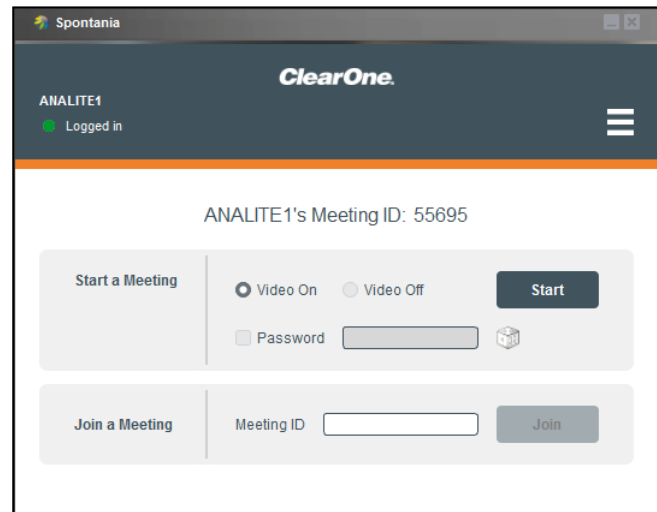 Spontania
ClearOne.
ANALITE1
Logged in
ANALITE1's Meeting ID: 55695
Start a Meeting
Video On
Video Off
Start
Password
Join a Meeting
Meeting ID
Join